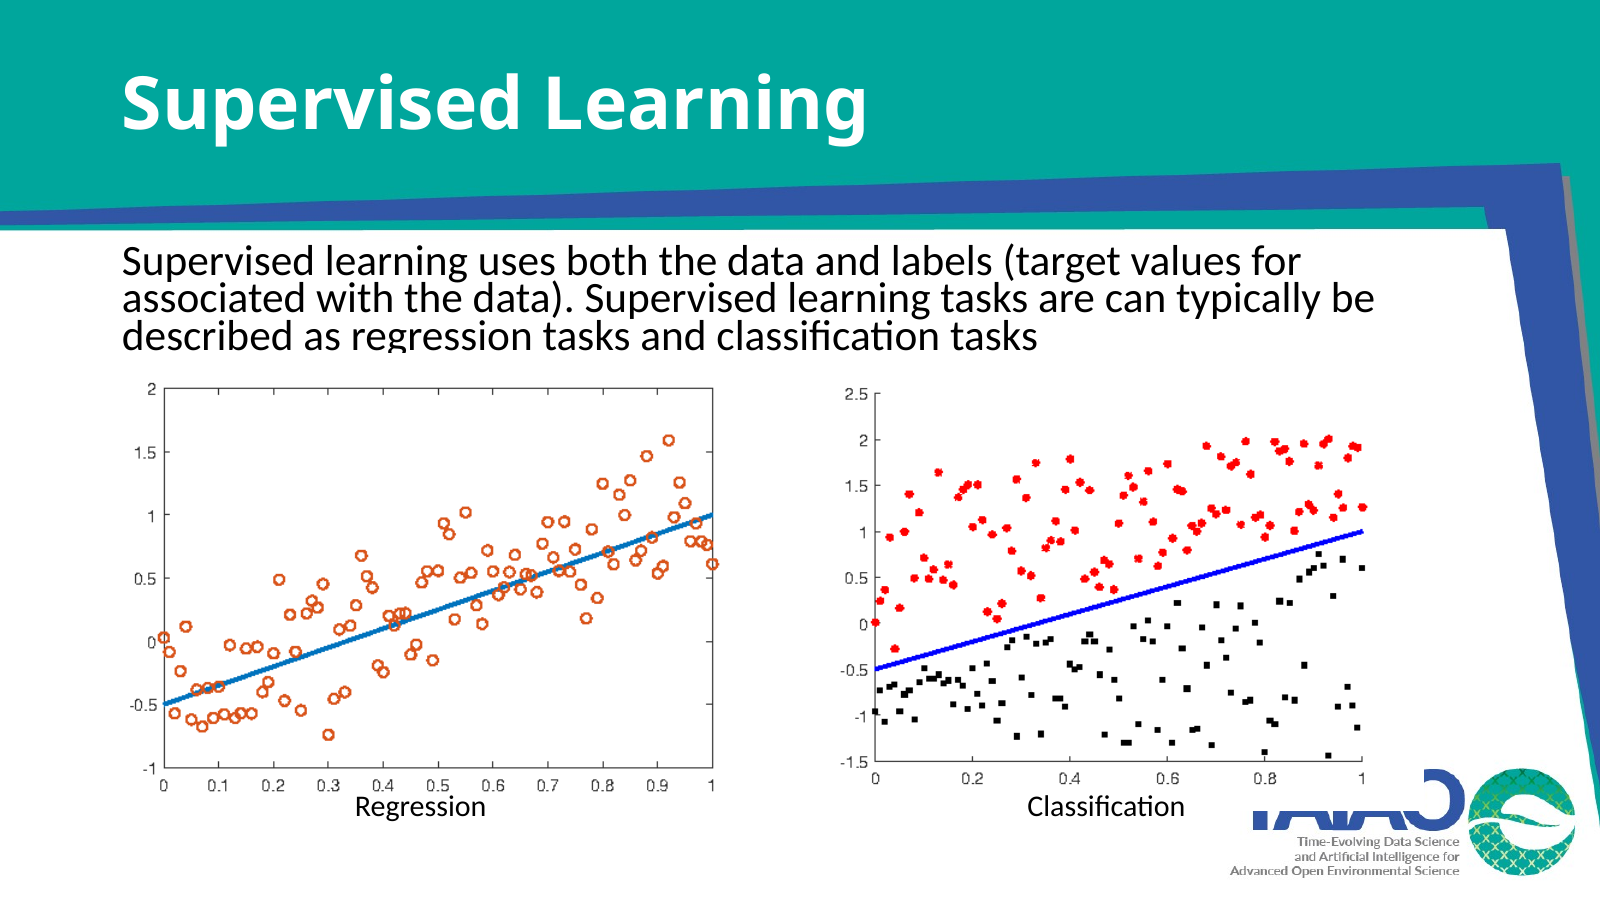 Supervised Learning
Supervised learning uses both the data and labels (target values for
associated with the data). Supervised learning tasks are can typically be
described as regression tasks and classification tasks
2
1.5
1
0.5
0
-0.5
-1
0 0.1 0.2 0.3 0.4 0.5 0.6 0.7 0.8 0.9 1
Regression
2.5
2
1.5
1
0.5
0
-0.5
-1
-1.5
0 0.2 0.4 0.6 0.8 1
Classification
TAIAO
Time-Evolving Data Science
and Artificial Intelligence for
Advanced Open Environmental Science